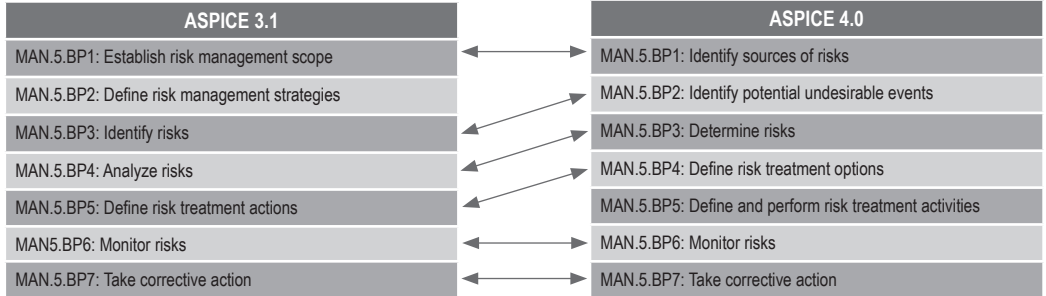 ASPICE 3.1
MAN.5.BP1: Establish risk management scope
MAN.5.BP2: Define risk management strategies
MAN.5.BP3: Identify risks
MAN.5.BP4: Analyze risks
MAN.5.BP5: Define risk treatment actions
MAN5.BP6: Monitor risks
MAN.5.BP7: Take corrective action
ASPICE 4.0
MAN.5.BP1: Identify sources of risks
MAN.5.BP2: Identify potential undesirable events
MAN.5.BP3: Determine risks
MAN.5.BP4: Define risk treatment options
MAN.5.BP5: Define and perform risk treatment activities
MAN.5.BP6: Monitor risks
MAN.5.BP7: Take corrective action